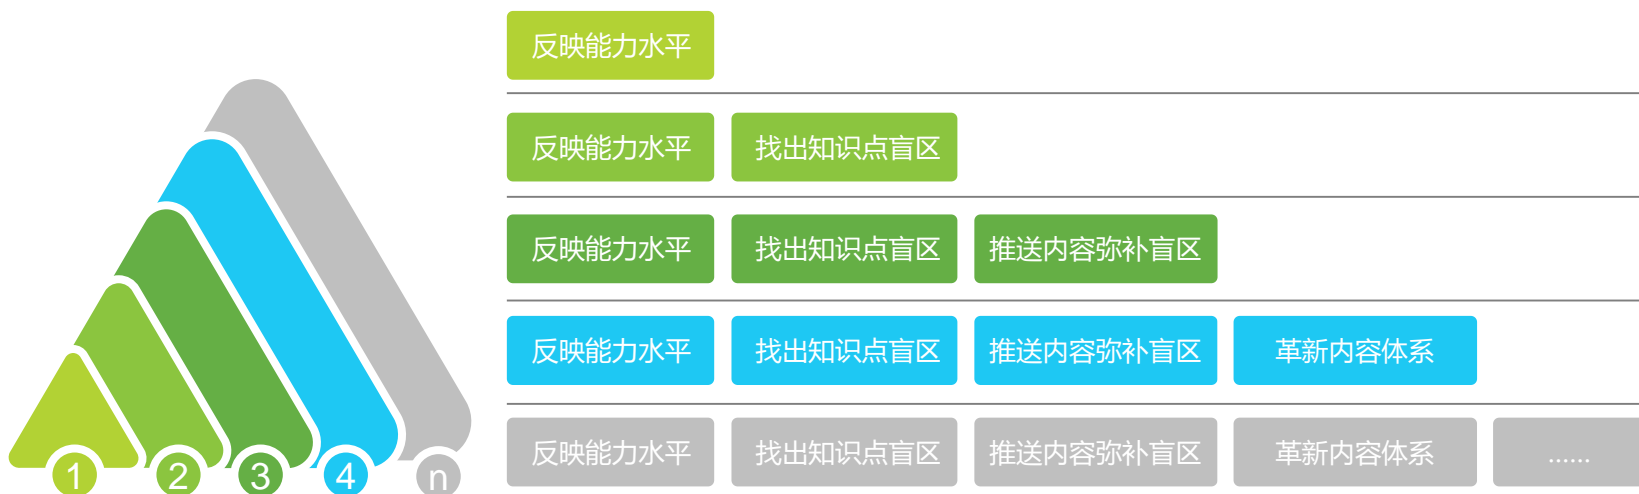 反映能力水平
反映能力水平 找出知识点盲区
反映能力水平 找出知识点盲区 推送内容弥补盲区
反映能力水平 找出知识点盲区 推送内容弥补盲区 革新内容体系
反映能力水平 找出知识点盲区 推送内容弥补盲区 革新内容体系 ......
1 2 3 4 n